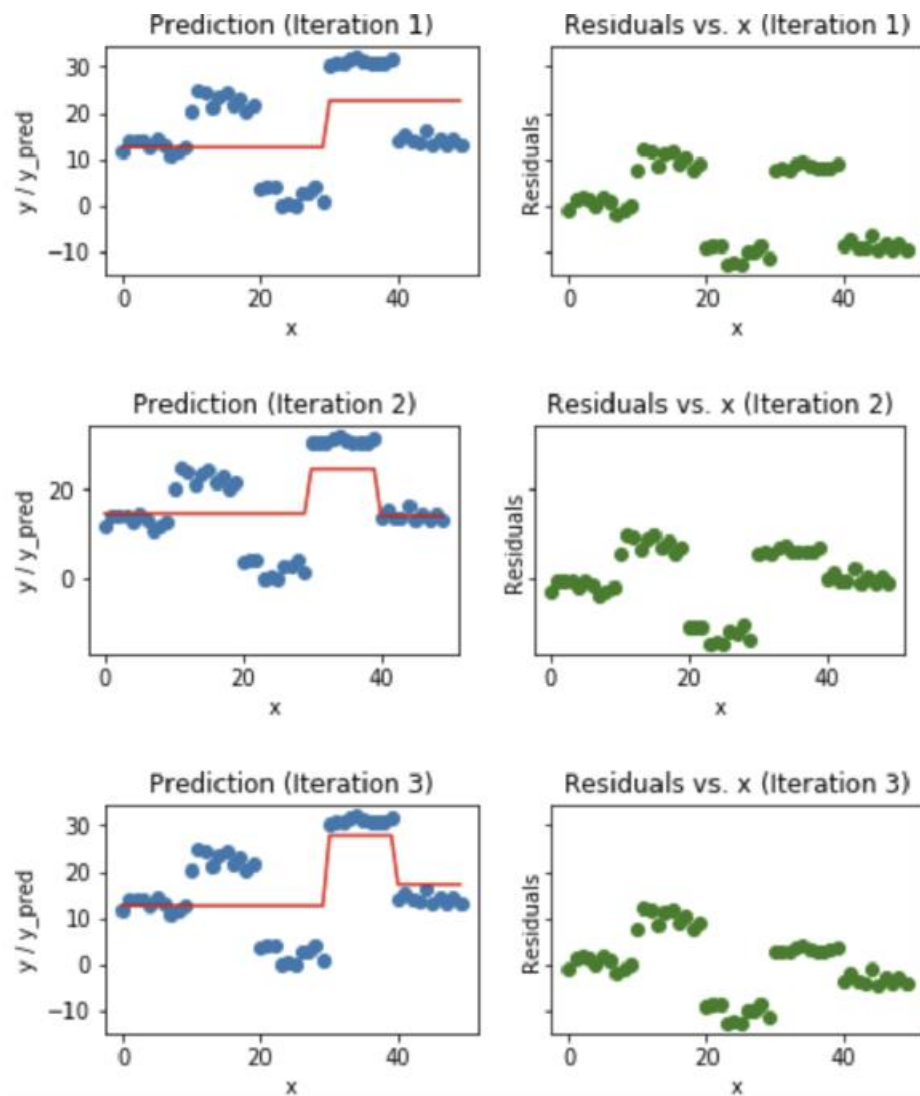 Prediction (Iteration 1)
y / y_pred
30
20
10
0
−10
0
20
40
x
Residuals vs. x (Iteration 1)
Residuals
0
20
40
x
Prediction (Iteration 2)
y / y_pred
20
0
0
20
40
x
Residuals vs. x (Iteration 2)
Residuals
0
20
40
x
Prediction (Iteration 3)
y / y_pred
30
20
10
0
−10
0
20
40
x
Residuals vs. x (Iteration 3)
Residuals
0
20
40
x